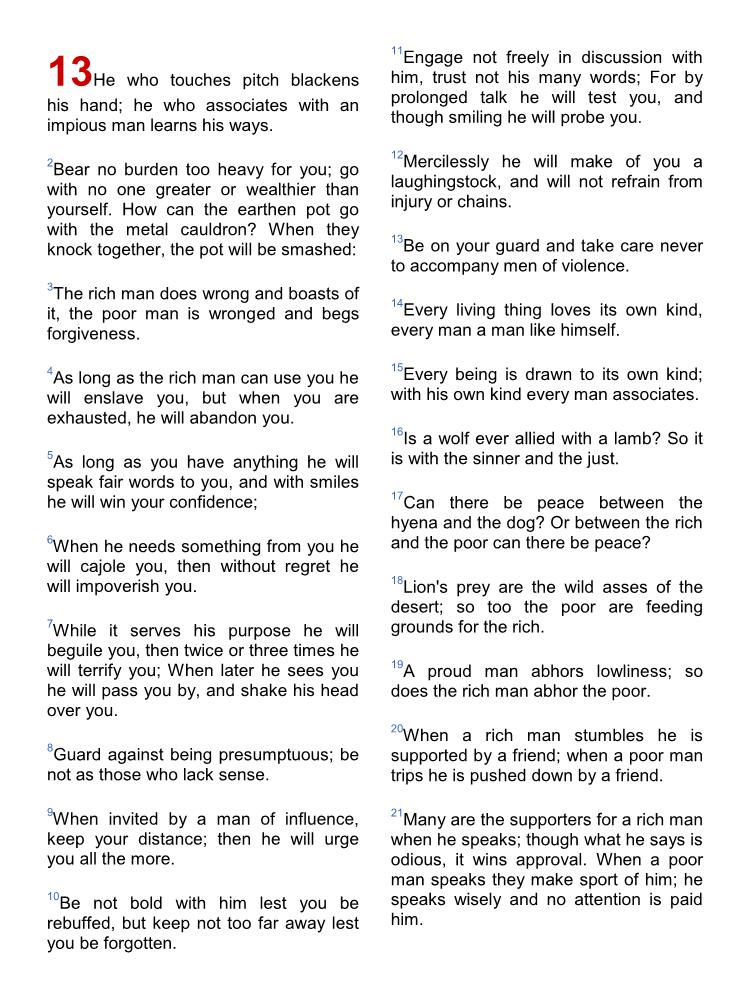 13He who touches pitch blackens
his hand; he who associates with an
impious man learns his ways.
2Bear no burden too heavy for you; go
with no one greater or wealthier than
yourself. How can the earthen pot go
with the metal cauldron? When they
knock together, the pot will be smashed:
3The rich man does wrong and boasts of
it, the poor man is wronged and begs
forgiveness.
4As long as the rich man can use you he
will enslave you, but when you are
exhausted, he will abandon you.
5As long as you have anything he will
speak fair words to you, and with smiles
he will win your confidence;
6When he needs something from you he
will cajole you, then without regret he
will impoverish you.
7While it serves his purpose he will
beguile you, then twice or three times he
will terrify you; When later he sees you
he will pass you by, and shake his head
over you.
8Guard against being presumptuous; be
not as those who lack sense.
9When invited by a man of influence,
keep your distance; then he will urge
you all the more.
10Be not bold with him lest you be
rebuffed, but keep not too far away lest
you be forgotten.
11Engage not freely in discussion with
him, trust not his many words; For by
prolonged talk he will test you, and
though smiling he will probe you.
12Mercilessly he will make of you a
laughingstock, and will not refrain from
injury or chains.
13Be on your guard and take care never
to accompany men of violence.
14Every living thing loves its own kind,
every man a man like himself.
15Every being is drawn to its own kind;
with his own kind every man associates.
16Is a wolf ever allied with a lamb? So it
is with the sinner and the just.
17Can there be peace between the
hyena and the dog? Or between the rich
and the poor can there be peace?
18Lion's prey are the wild asses of the
desert; so too the poor are feeding
grounds for the rich.
19A proud man abhors lowliness; so
does the rich man abhor the poor.
20When a rich man stumbles he is
supported by a friend; when a poor man
trips he is pushed down by a friend.
21Many are the supporters for a rich man
when he speaks; though what he says is
odious, it wins approval. When a poor
man speaks they make sport of him; he
speaks wisely and no attention is paid
him.